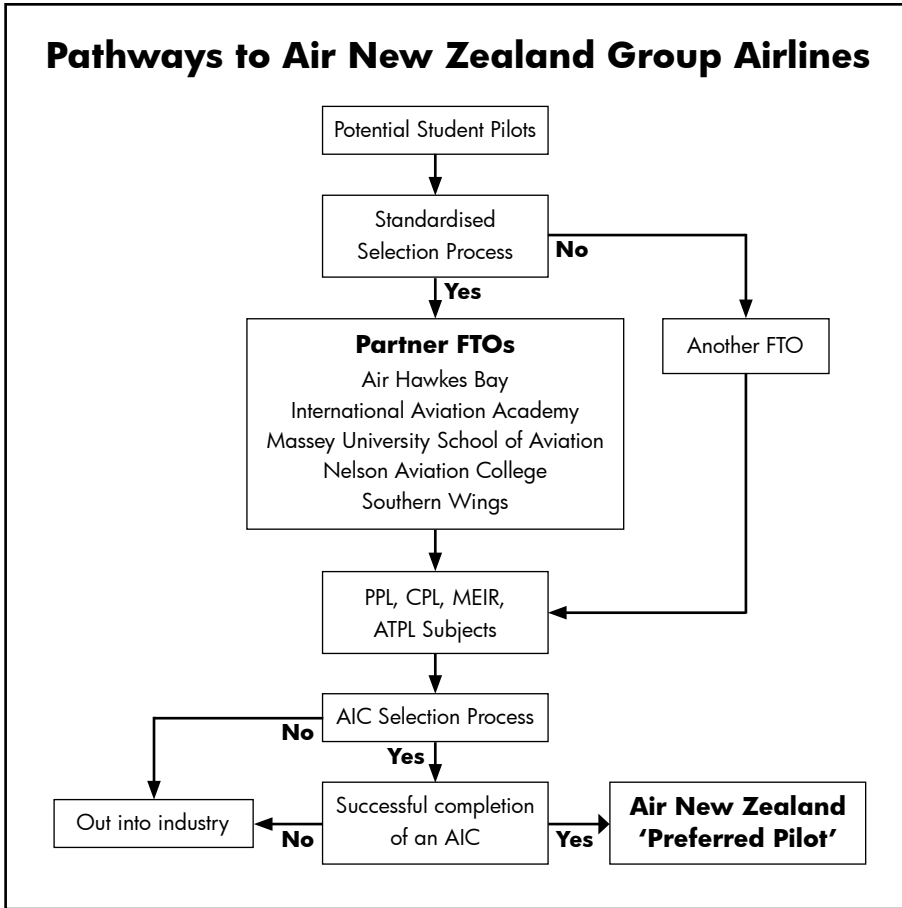 Pathways to Air New Zealand Group Airlines
Potential Student Pilots
Standardised
Selection Process
No
Yes
Partner FTOs
Air Hawkes Bay
International Aviation Academy
Massey University School of Aviation
Nelson Aviation College
Southern Wings
Another FTO
PPL, CPL, MEIR,
ATPL Subjects
AIC Selection Process
No
Yes
Out into industry
Successful completion
of an AIC
No
Yes
Air New Zealand
‘Preferred Pilot’